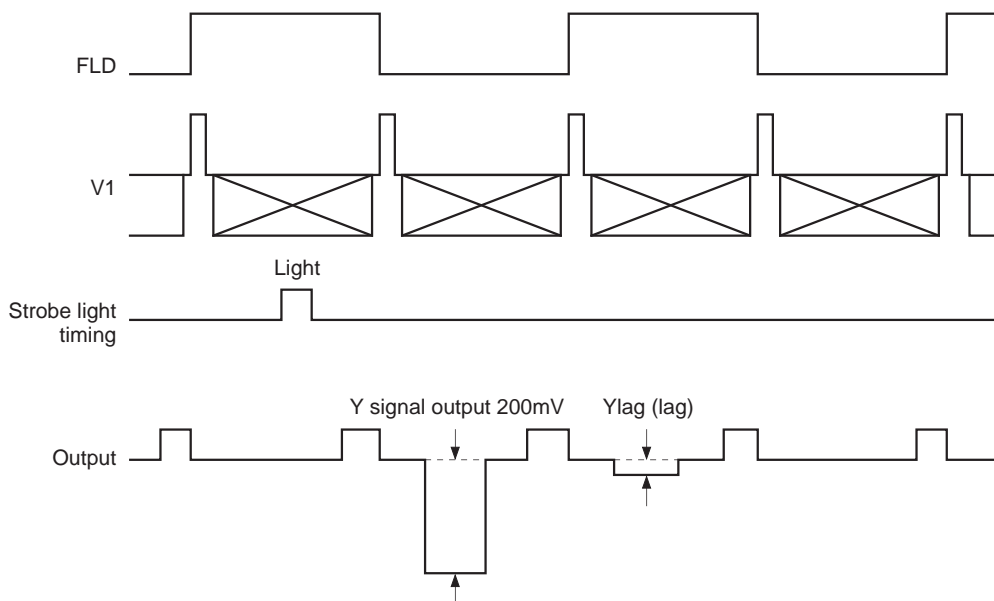 FLD
V1
Light
Strobe light
timing
Y signal output 200mV
Ylag (lag)
Output